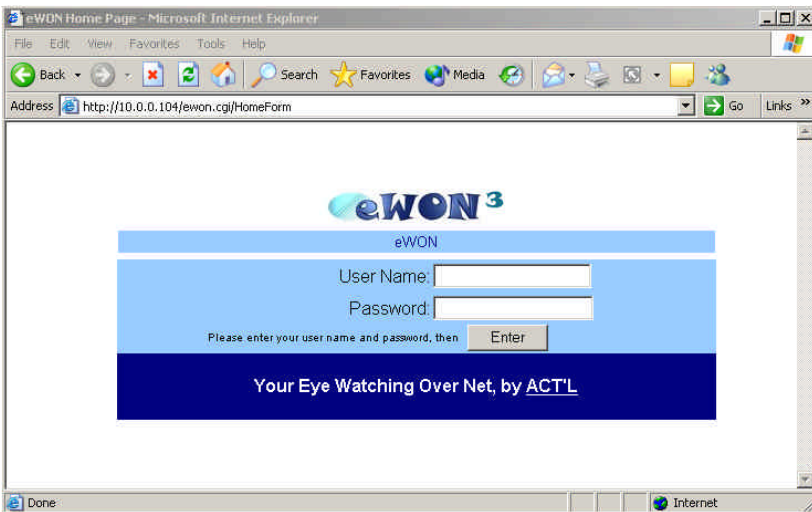 eWON Home Page - Microsoft Internet Explorer
File Edit View Favorites Tools Help
Back Search Favorites Media
Address http://10.0.0.104/ewon.cgi/HomeForm Go Links »
eWON 3
eWON
User Name:
Password:
Please enter your user name and password, then Enter
Your Eye Watching Over Net, by ACT'L
Done Internet